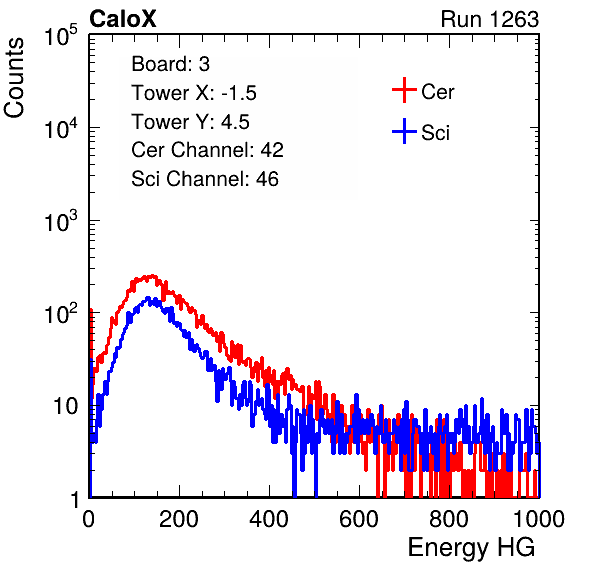 CaloX Run 1263
Counts
Board: 3
Tower X: -1.5
Tower Y: 4.5
Cer Channel: 42
Sci Channel: 46
Cer
Sci
10^5
10^4
10^3
10^2
10
1
0 200 400 600 800 1000
Energy HG